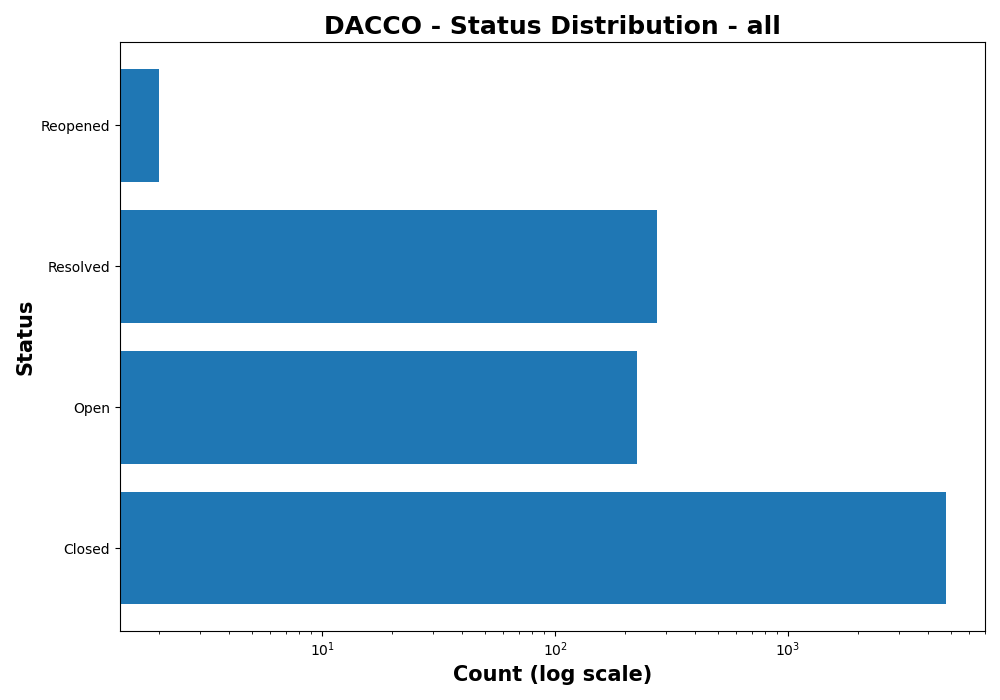 DACCO - Status Distribution - all
Reopened
Resolved
Open
Closed
Status
10¹ 10² 10³
Count (log scale)